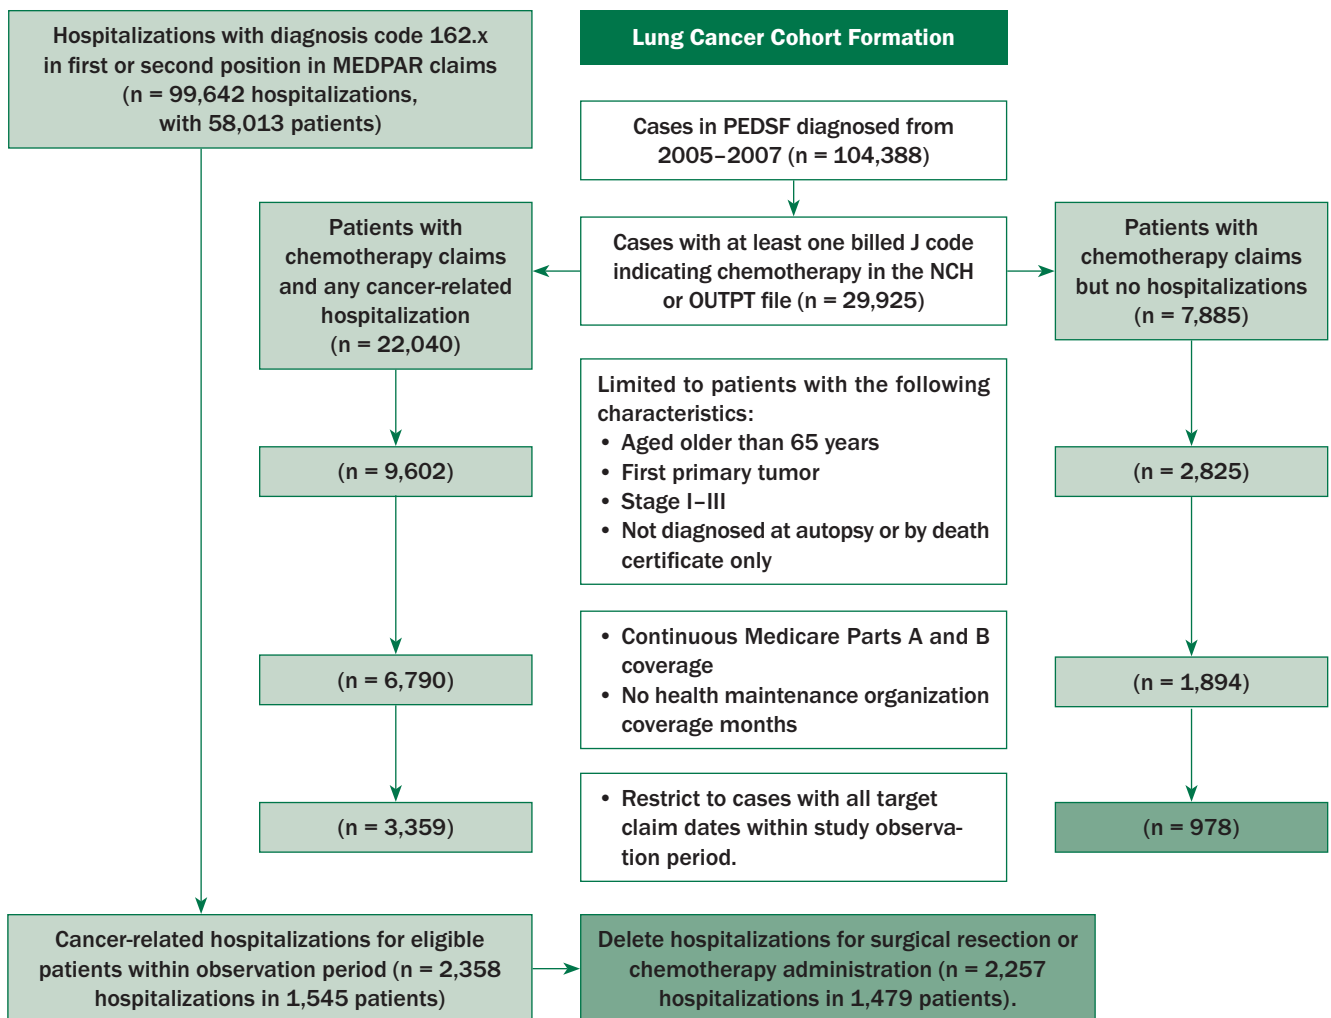 Hospitalizations with diagnosis code 162.x
in first or second position in MEDPAR claims
(n = 99,642 hospitalizations,
with 58,013 patients)
Lung Cancer Cohort Formation
Cases in PEDSF diagnosed from
2005–2007 (n = 104,388)
Patients with
chemotherapy claims
and any cancer-related
hospitalization
(n = 22,040)
Cases with at least one billed J code
indicating chemotherapy in the NCH
or OUTPT file (n = 29,925)
Patients with
chemotherapy claims
but no hospitalizations
(n = 7,885)
Limited to patients with the following
characteristics:
• Aged older than 65 years
• First primary tumor
• Stage I–III
• Not diagnosed at autopsy or by death
certificate only
(n = 9,602)
(n = 2,825)
• Continuous Medicare Parts A and B
coverage
• No health maintenance organization
coverage months
(n = 6,790)
(n = 1,894)
• Restrict to cases with all target
claim dates within study observa-
tion period.
(n = 3,359)
(n = 978)
Cancer-related hospitalizations for eligible
patients within observation period (n = 2,358
hospitalizations in 1,545 patients)
Delete hospitalizations for surgical resection or
chemotherapy administration (n = 2,257
hospitalizations in 1,479 patients).